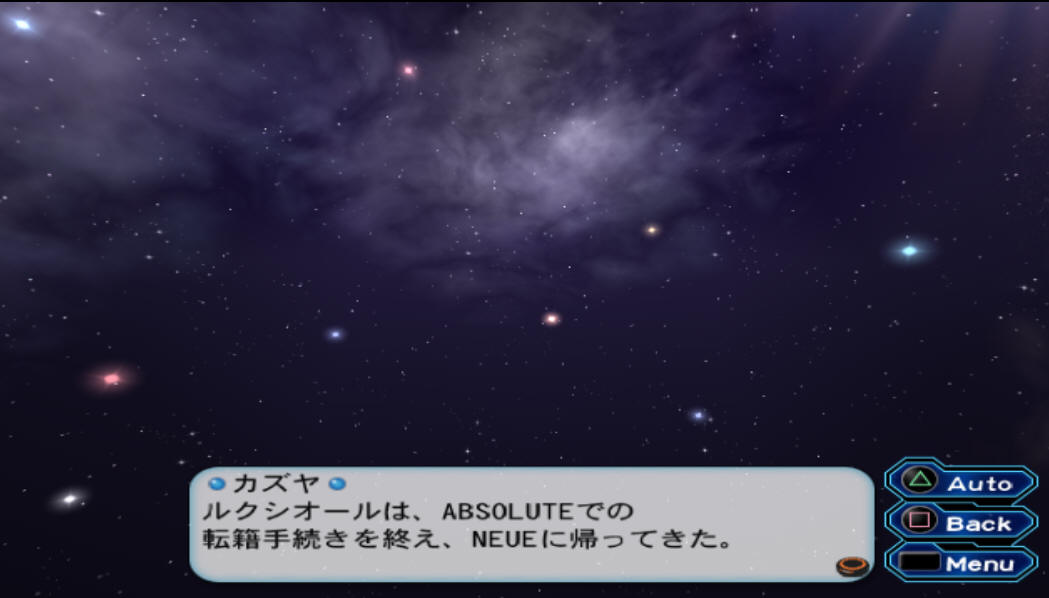 カズヤ
ルクシオールは、ABSOLUTEでの
転籍手続きを終え、NEUEに帰ってきた。
Auto
Back
Menu